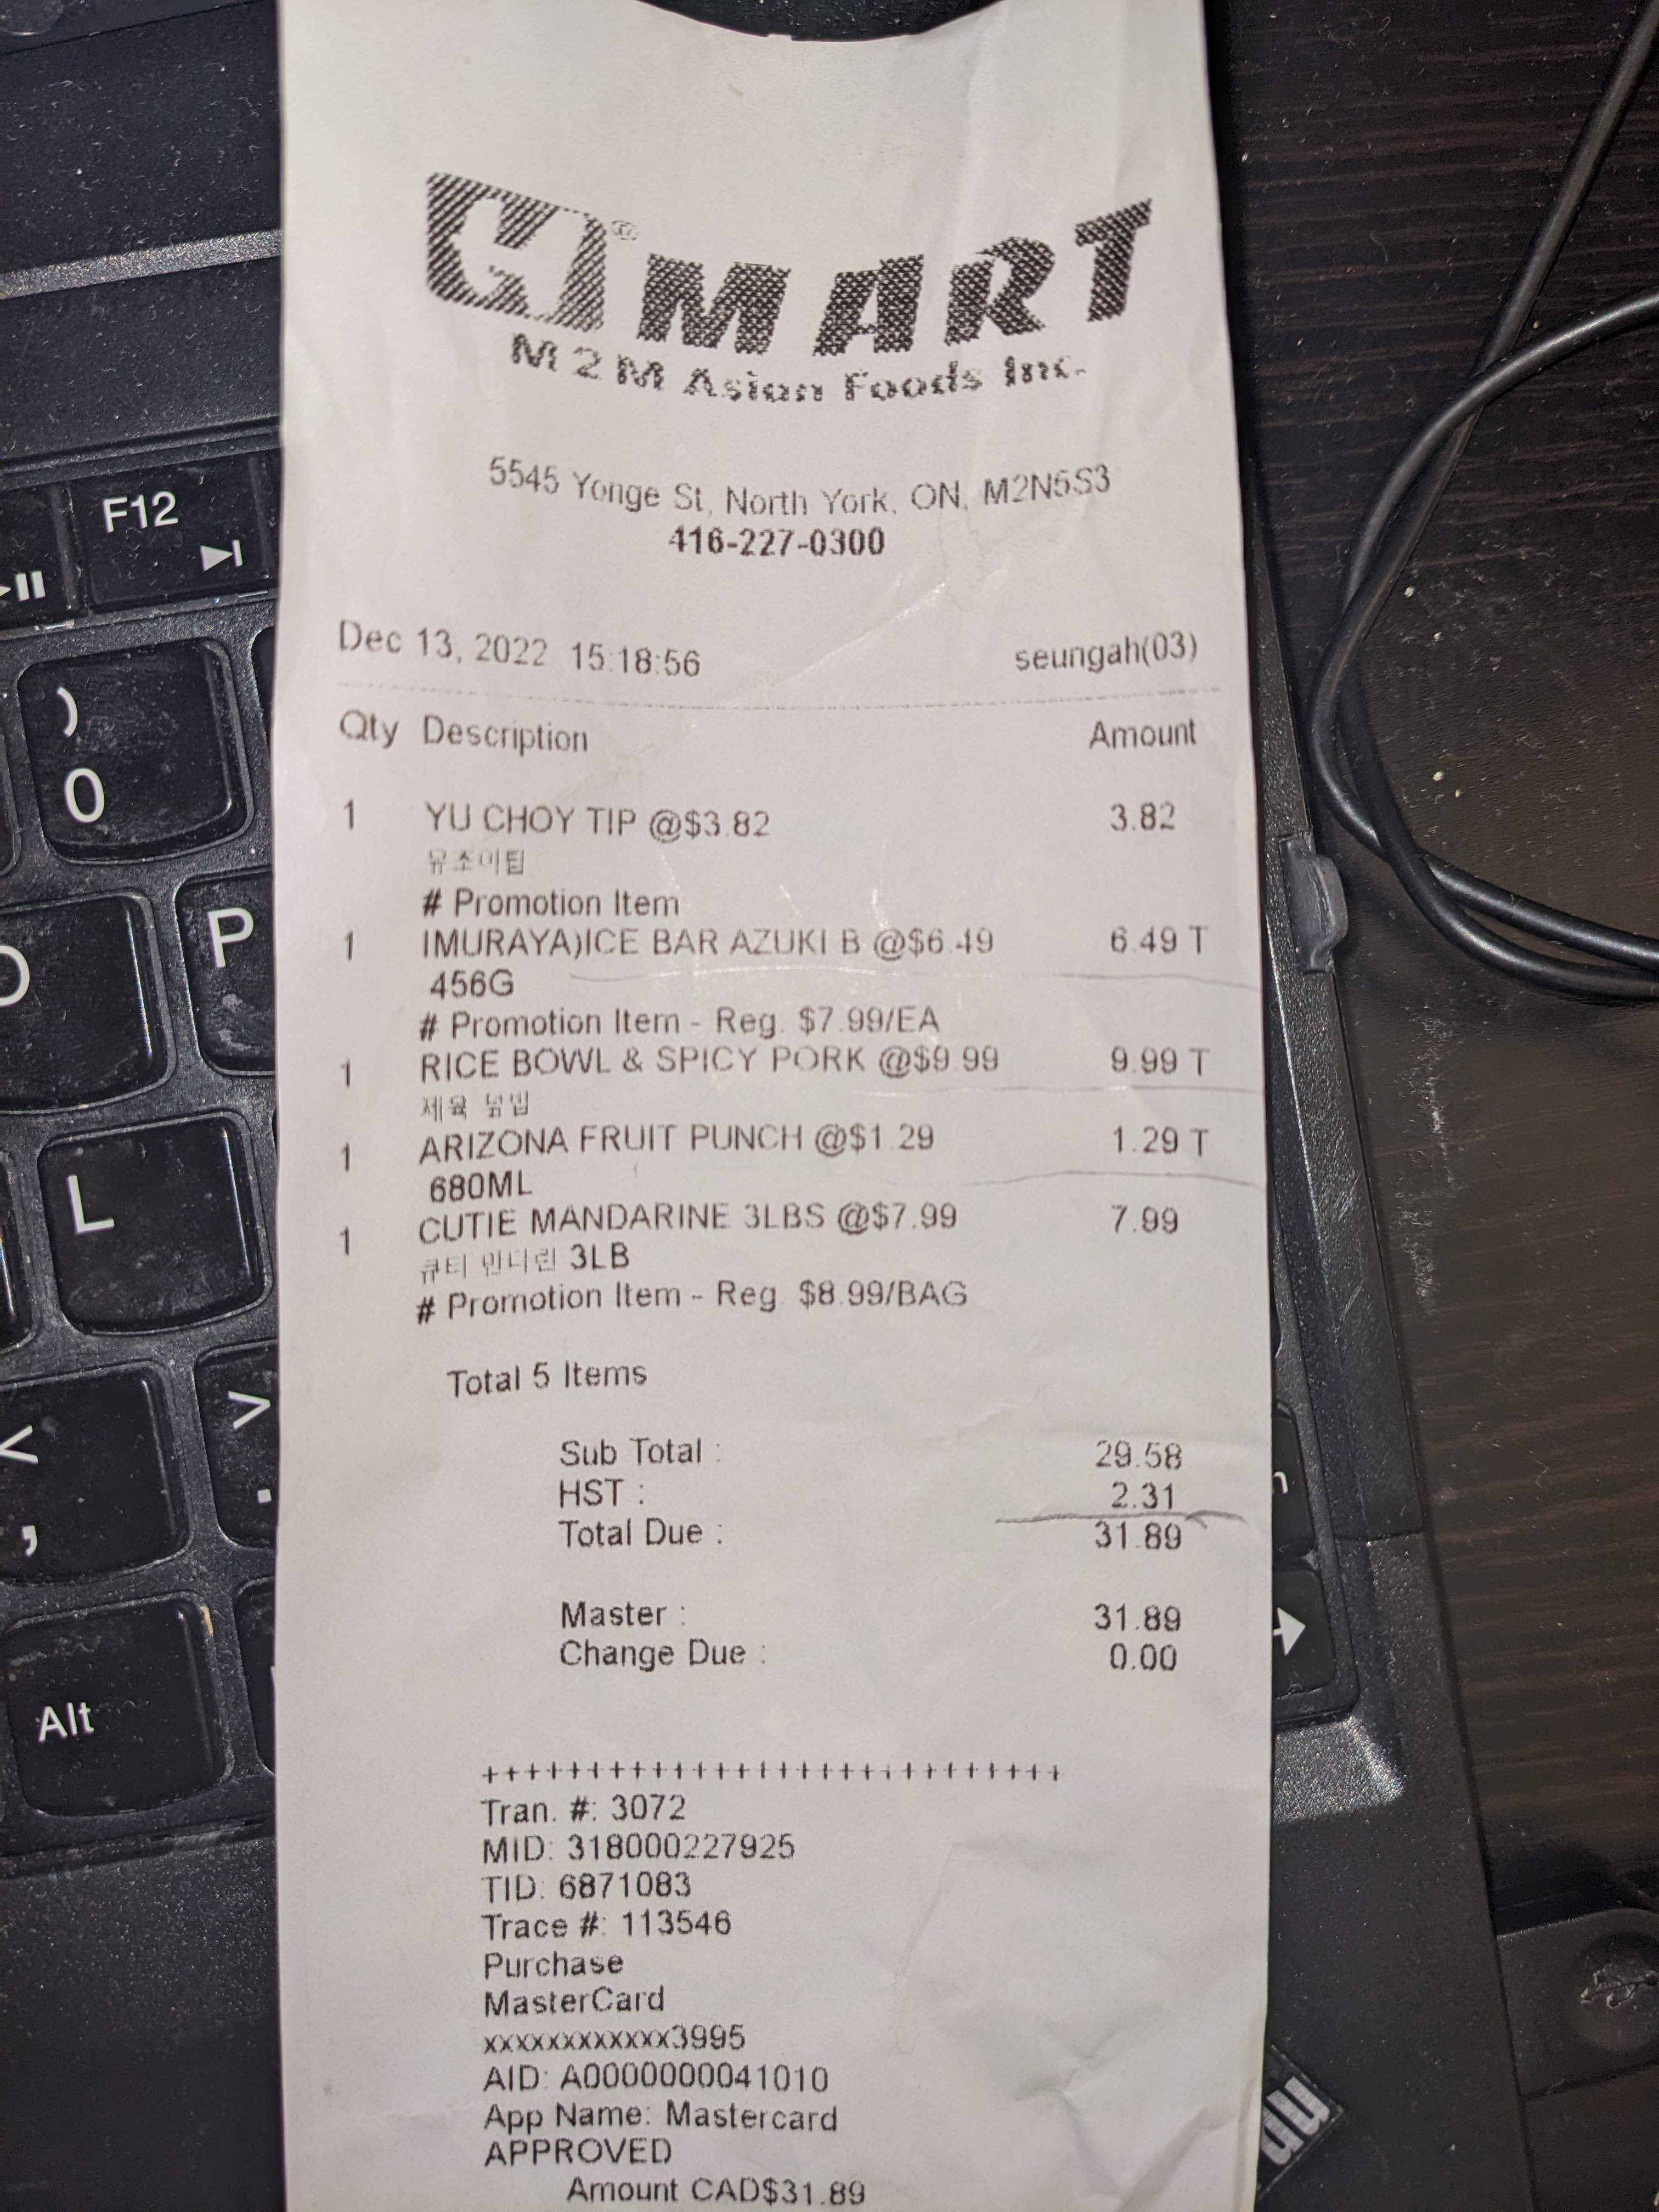 H® MART
M2M Asian Foods Inc.
5545 Yonge St, North York, ON, M2N5S3
416-227-0300
Dec 13, 2022 15:18:56 seungah(03)
Qty Description Amount
1 YU CHOY TIP @$3.82 3.82
유초이팁
# Promotion Item
1 IMURAYA)ICE BAR AZUKI B @$6.49 6.49 T
456G
# Promotion Item - Reg. $7.99/EA
1 RICE BOWL & SPICY PORK @$9.99 9.99 T
제육 덮밥
1 ARIZONA FRUIT PUNCH @$1.29 1.29 T
680ML
1 CUTIE MANDARINE 3LBS @$7.99 7.99
큐티 만다린 3LB
# Promotion Item - Reg. $8.99/BAG
Total 5 Items
Sub Total : 29.58
HST : 2.31
Total Due : 31.89
Master : 31.89
Change Due : 0.00
++++++++++++++++++++++++++++
Tran. #: 3072
MID: 318000227925
TID: 6871083
Trace #: 113546
Purchase
MasterCard
xxxxxxxxxxxx3995
AID: A0000000041010
App Name: Mastercard
APPROVED
Amount CAD$31.89
F12
)
0
P
L
<
,
>
.
Alt